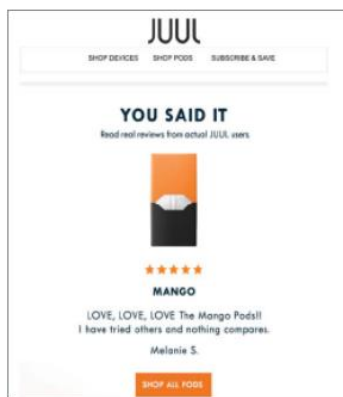 JUUL
SHOP DEVICES SHOP PODS SUBSCRIBE & SAVE
YOU SAID IT
Read real reviews from actual JUUL users
MANGO
LOVE, LOVE, LOVE The Mango Pods!!
I have tried others and nothing compares.
Melanie S.
SHOP ALL PODS